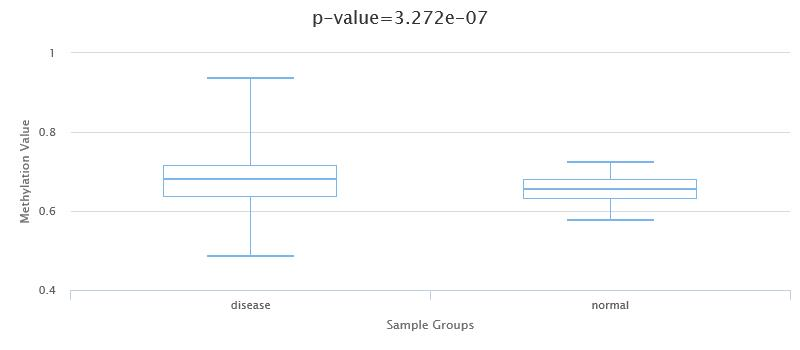 p-value=3.272e-07
1
0.8
0.6
0.4
Methylation Value
disease
normal
Sample Groups